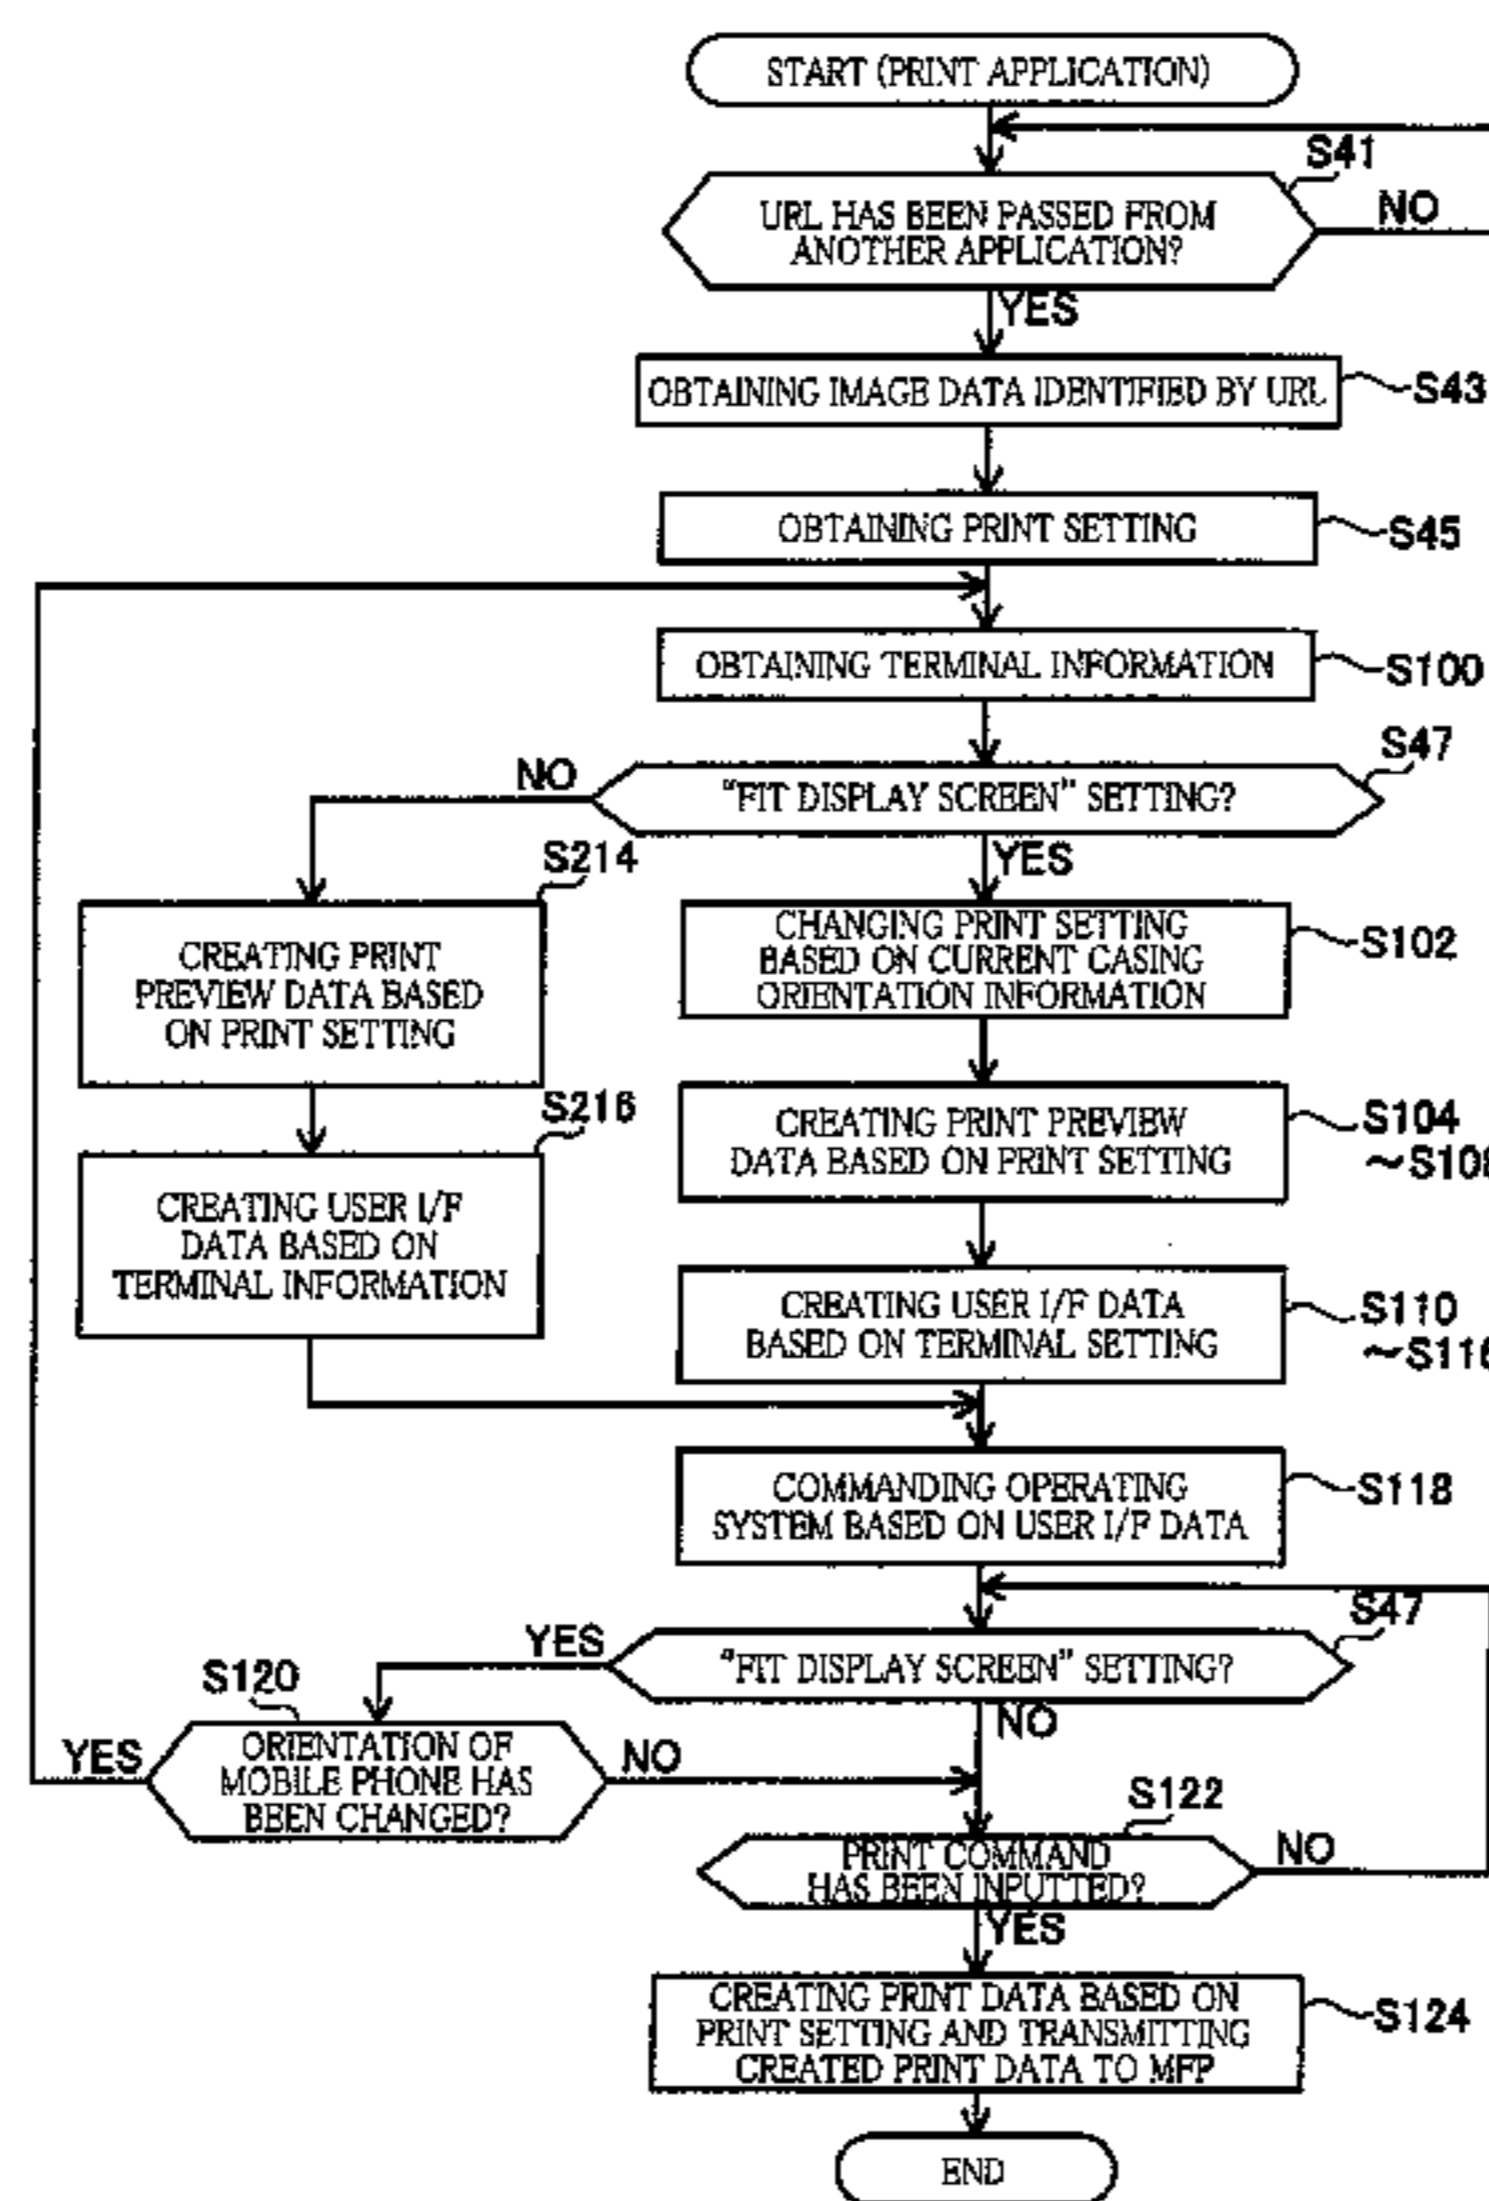 START (PRINT APPLICATION)
S41
URL HAS BEEN PASSED FROM
ANOTHER APPLICATION?
NO
YES
OBTAINING IMAGE DATA IDENTIFIED BY URL
S43
OBTAINING PRINT SETTING
S45
OBTAINING TERMINAL INFORMATION
S100
S47
NO
"FIT DISPLAY SCREEN" SETTING?
YES
S214
CREATING PRINT
PREVIEW DATA BASED
ON PRINT SETTING
CHANGING PRINT SETTING
BASED ON CURRENT CASING
ORIENTATION INFORMATION
S102
S216
CREATING USER I/F
DATA BASED ON
TERMINAL INFORMATION
CREATING PRINT PREVIEW
DATA BASED ON PRINT SETTING
S104
~S108
CREATING USER I/F DATA
BASED ON TERMINAL SETTING
S110
~S116
COMMANDING OPERATING
SYSTEM BASED ON USER I/F DATA
S118
S47
YES
"FIT DISPLAY SCREEN" SETTING?
NO
S120
YES
ORIENTATION OF
MOBILE PHONE HAS
BEEN CHANGED?
NO
S122
PRINT COMMAND
HAS BEEN INPUTTED?
NO
YES
CREATING PRINT DATA BASED ON
PRINT SETTING AND TRANSMITTING
CREATED PRINT DATA TO MFP
S124
END